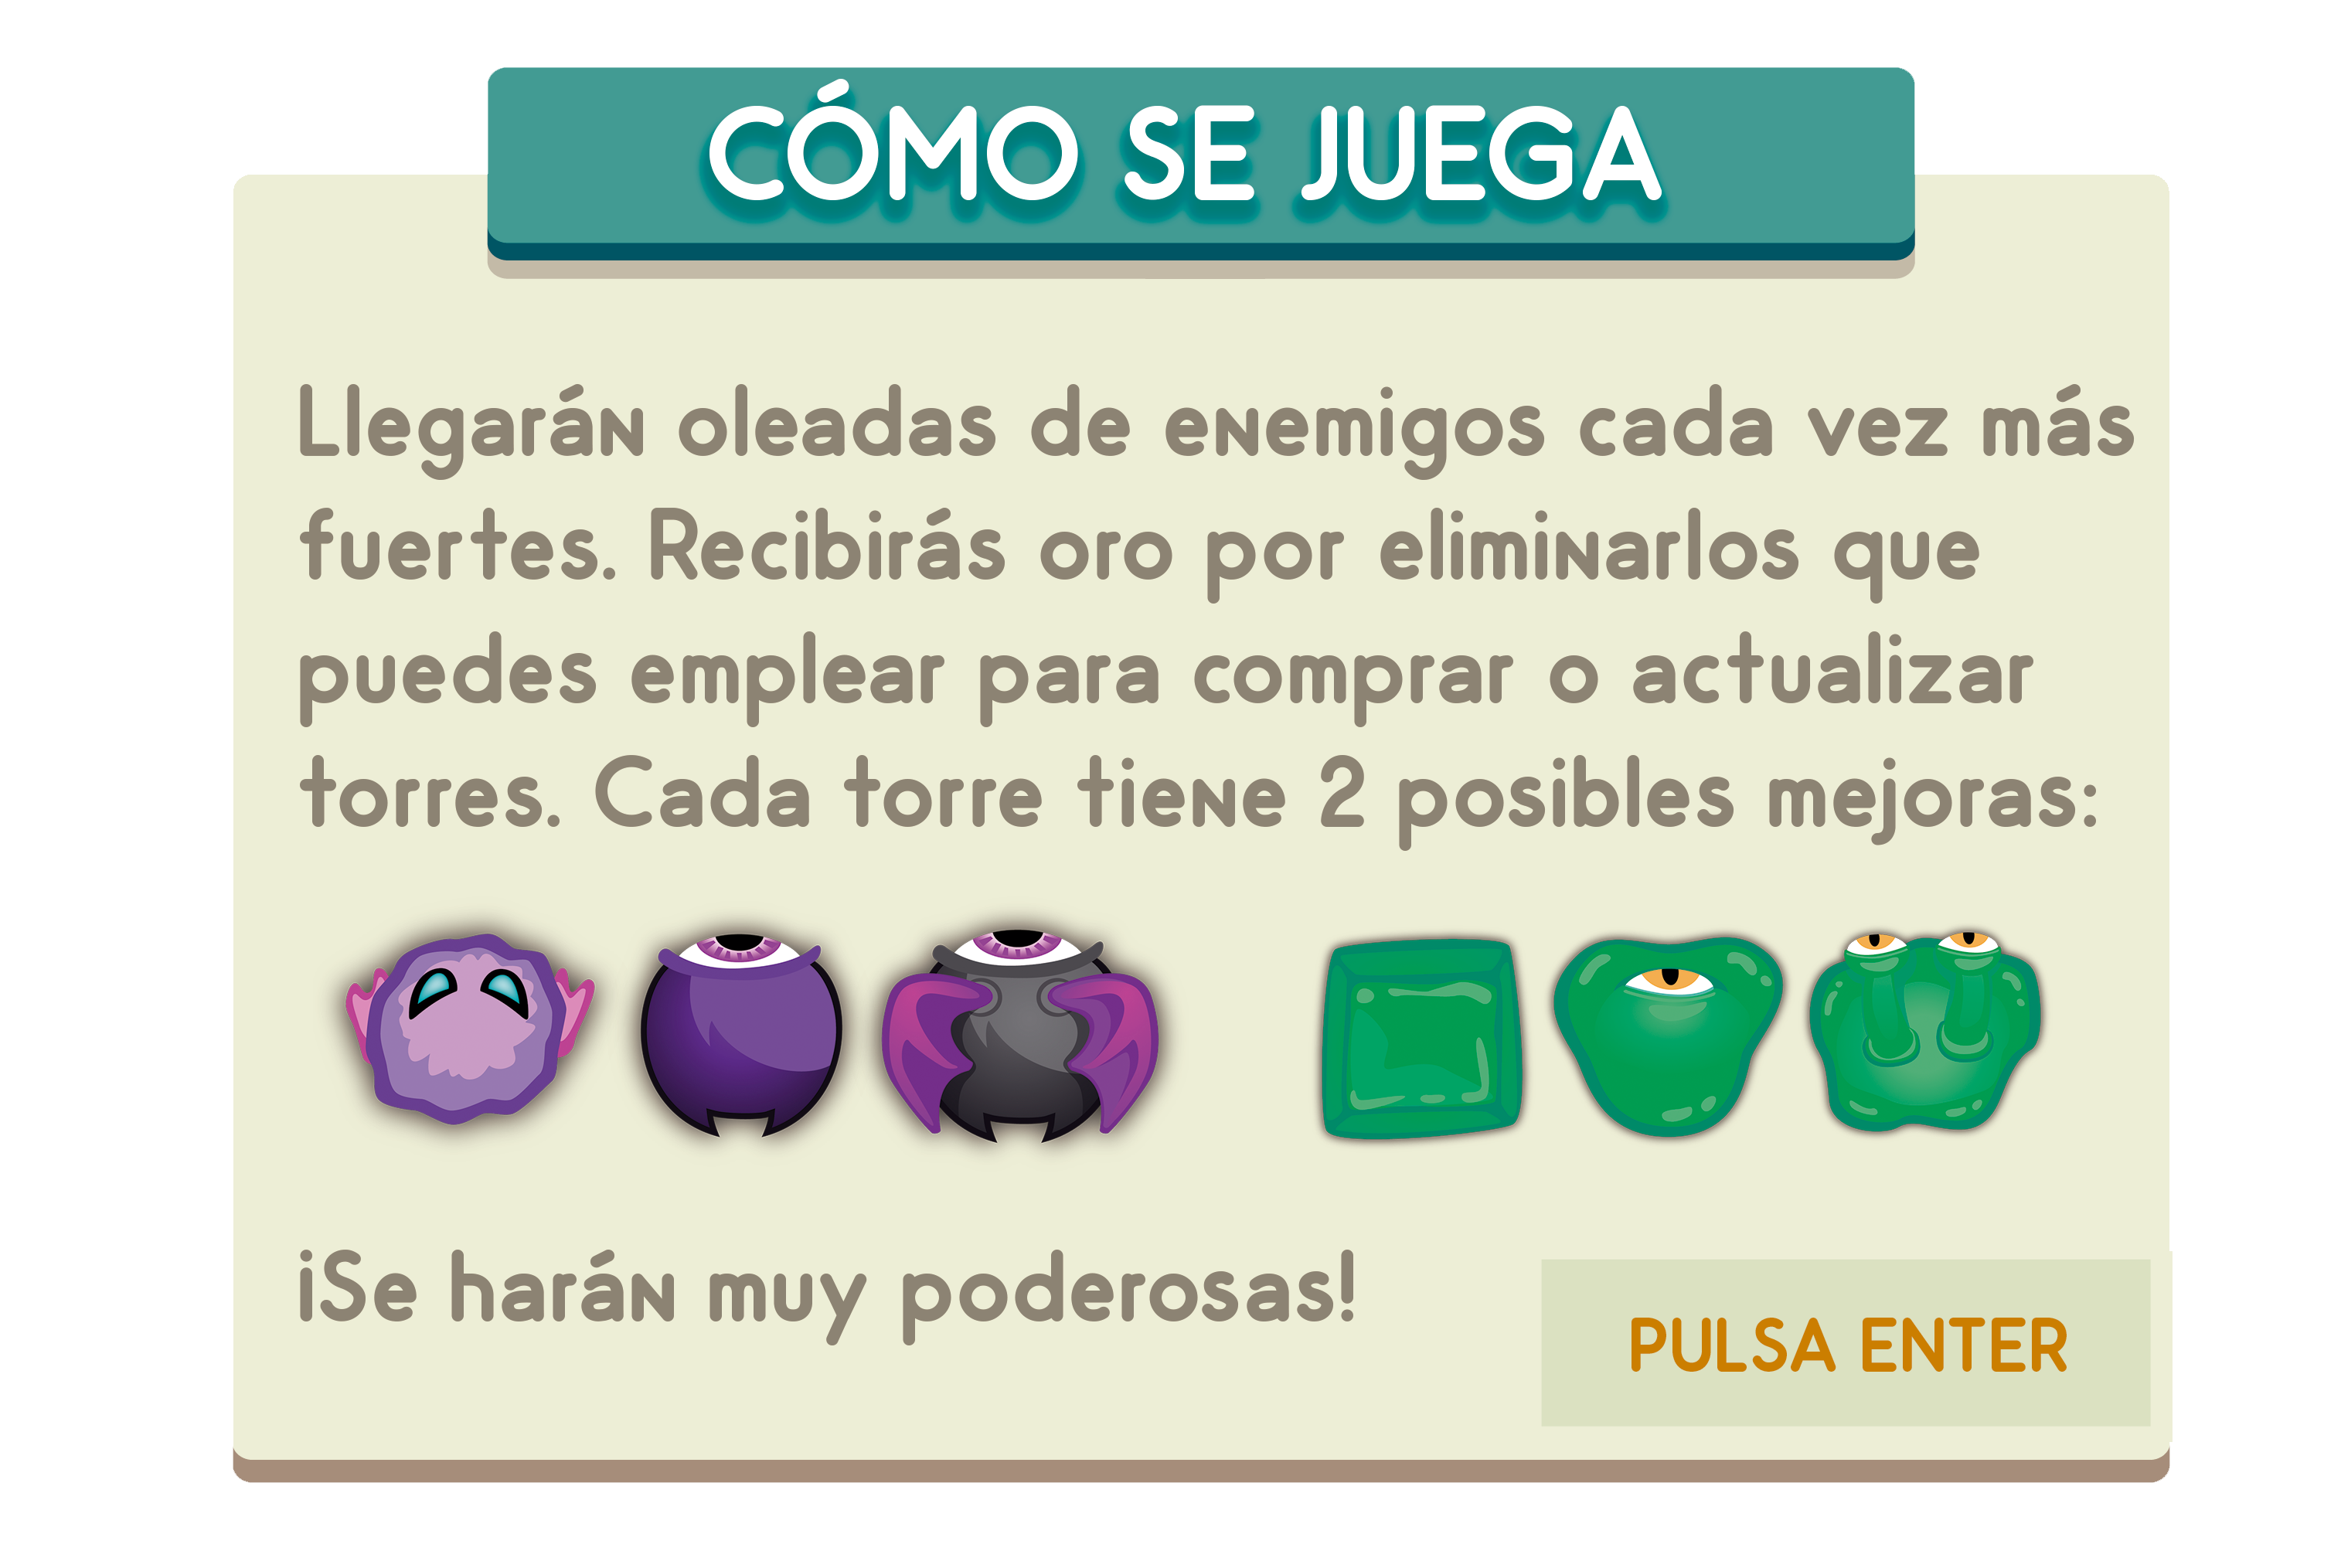 CÓMO SE JUEGA
Llegarán oleadas de enemigos cada vez más
fuertes. Recibirás oro por eliminarlos que
puedes emplear para comprar o actualizar
torres. Cada torre tiene 2 posibles mejoras:
¡Se harán muy poderosas!
PULSA ENTER